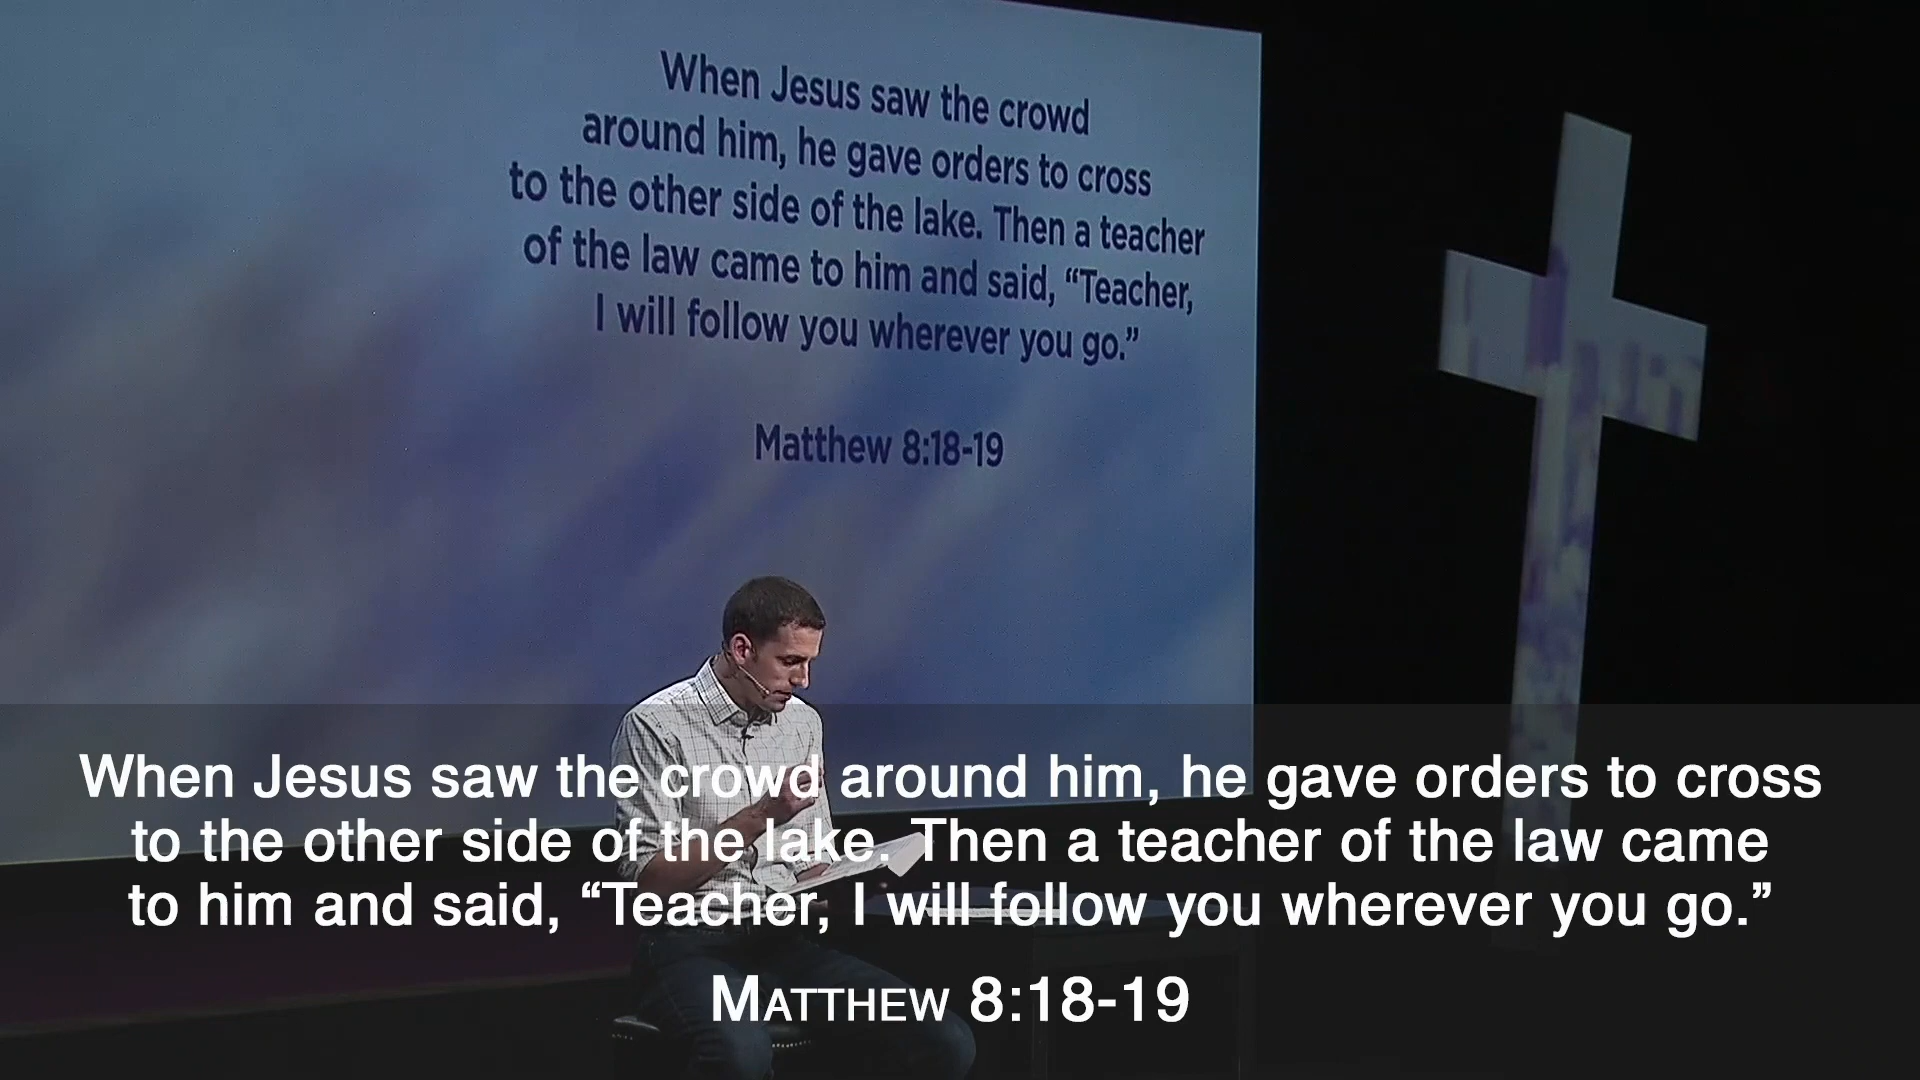 When Jesus saw the crowd
around him, he gave orders to cross
to the other side of the lake. Then a teacher
of the law came to him and said, “Teacher,
I will follow you wherever you go.”
Matthew 8:18-19
When Jesus saw the crowd around him, he gave orders to cross
to the other side of the lake. Then a teacher of the law came
to him and said, “Teacher, I will follow you wherever you go.”
MATTHEW 8:18-19